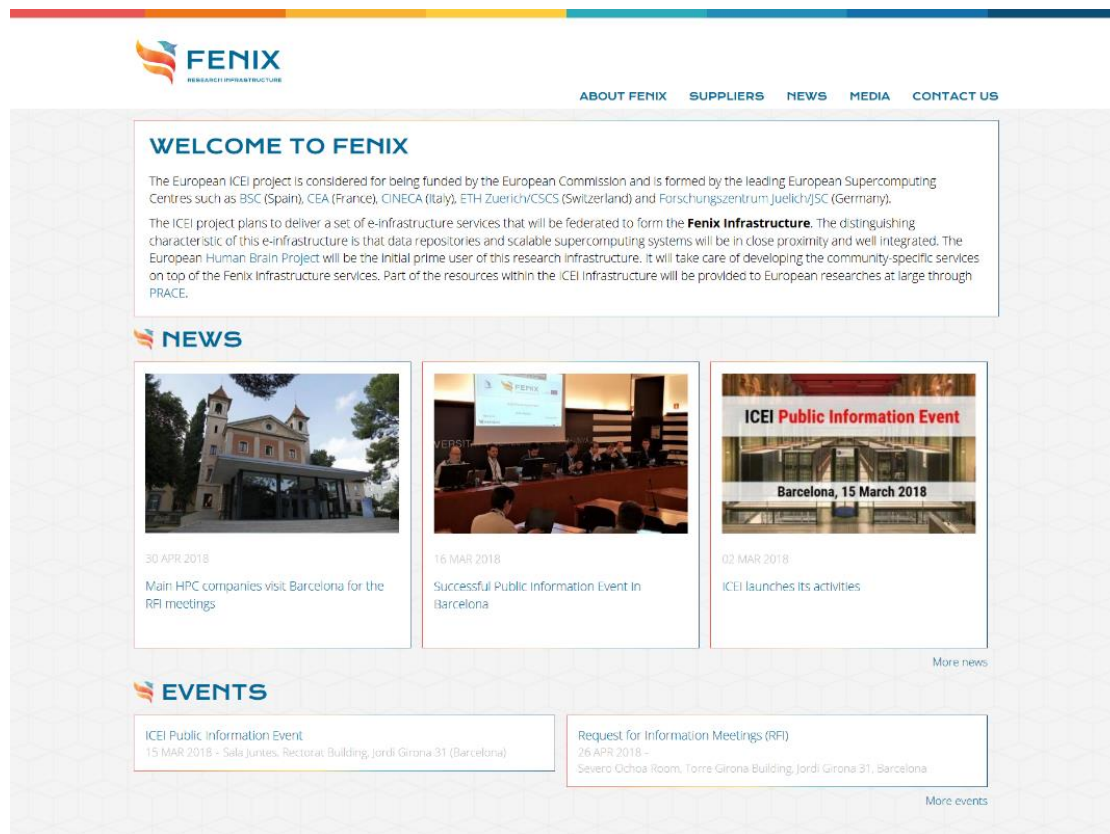 FENIX
RESEARCH INFRASTRUCTURE
ABOUT FENIX SUPPLIERS NEWS MEDIA CONTACT US
WELCOME TO FENIX
The European ICEI project is considered for being funded by the European Commission and is formed by the leading European Supercomputing
Centres such as BSC (Spain), CEA (France), CINECA (Italy), ETH Zuerich/CSCS (Switzerland) and Forschungszentrum Juelich/JSC (Germany).
The ICEI project plans to deliver a set of e-infrastructure services that will be federated to form the Fenix Infrastructure. The distinguishing
characteristic of this e-infrastructure is that data repositories and scalable supercomputing systems will be in close proximity and well integrated. The
European Human Brain Project will be the initial prime user of this research infrastructure. It will take care of developing the community-specific services
on top of the Fenix Infrastructure services. Part of the resources within the ICEI Infrastructure will be provided to European researches at large through
PRACE.
NEWS
FENIX
VERSIT
ICEI Public Information Event
Barcelona, 15 March 2018
30 APR 2018
16 MAR 2018
02 MAR 2018
Main HPC companies visit Barcelona for the
RFI meetings
Successful Public Information Event in
Barcelona
ICEI launches its activities
More news
EVENTS
ICEI Public Information Event
15 MAR 2018 – Sala Juntes, Rectorat Building, Jordi Girona 31 (Barcelona)
Request for Information Meetings (RFI)
26 APR 2018 –
Severo Ochoa Room, Torre Girona Building, Jordi Girona 31, Barcelona
More events